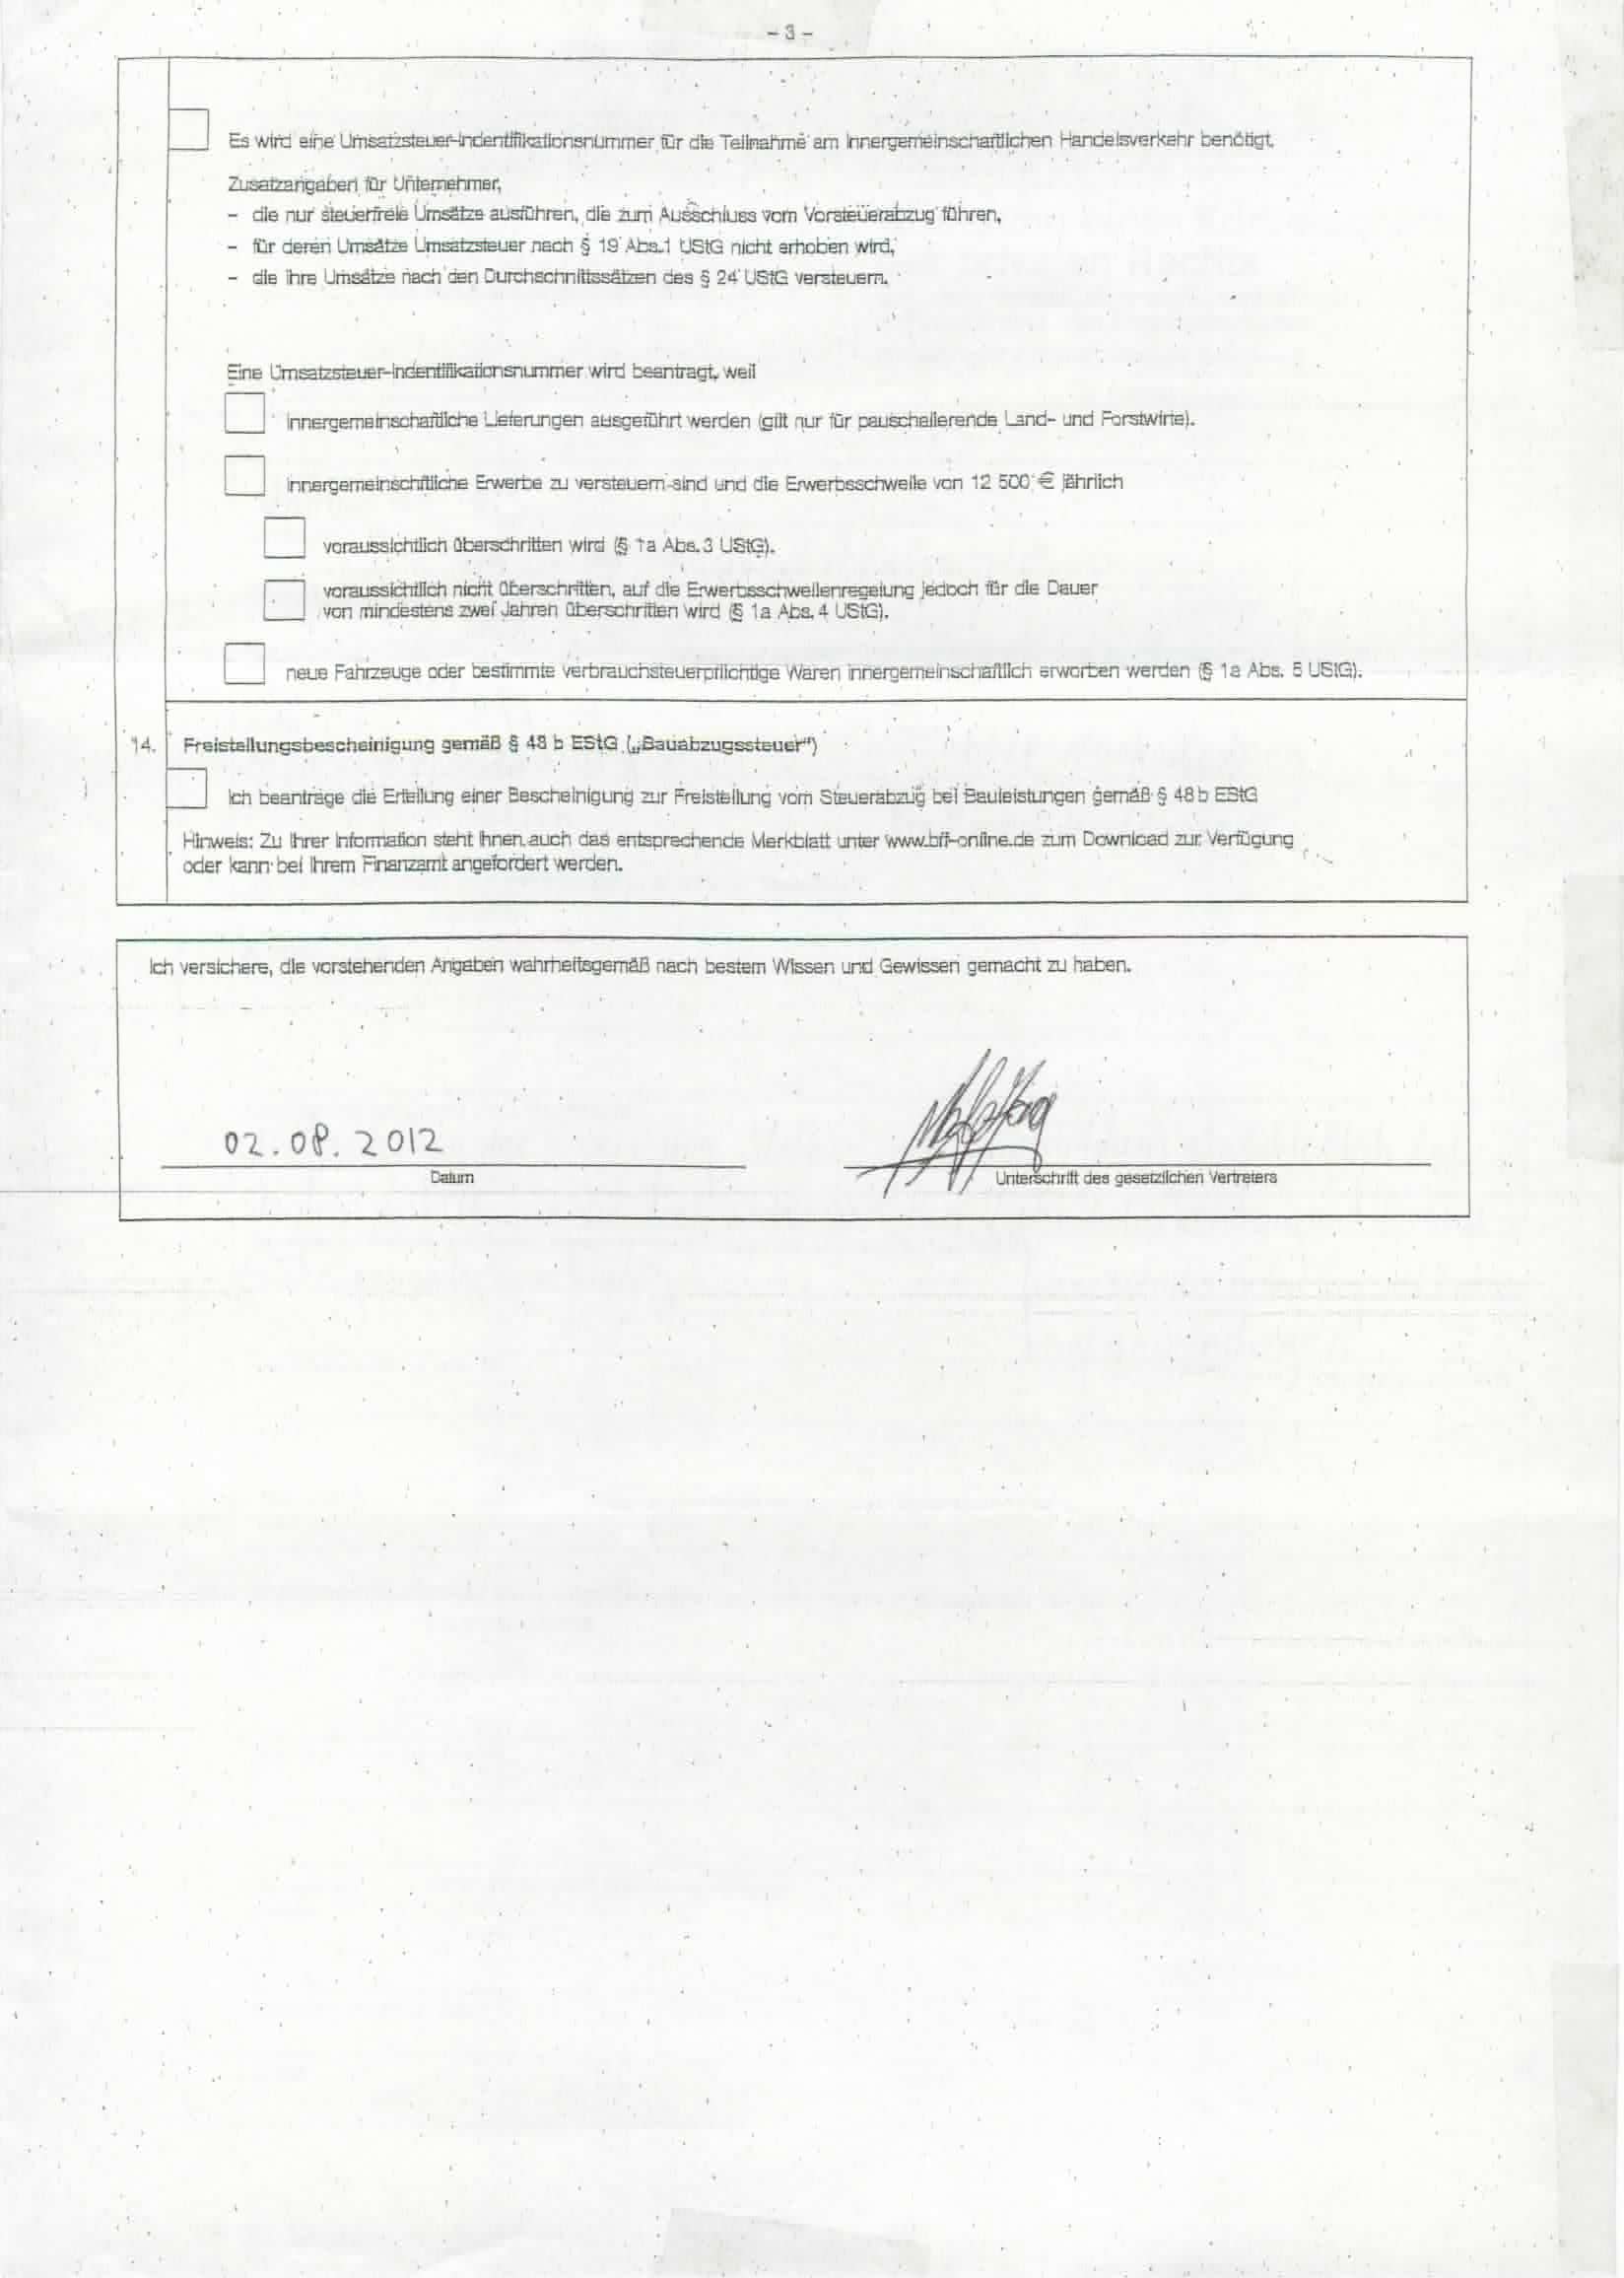 – 3 –
Es wird eine Umsatzsteuer-Indentifikationsnummer für die Teilnahme am innergemeinschaftlichen Handelsverkehr benötigt.
Zusatzangaben für Unternehmer,
– die nur steuerfreie Umsätze ausführen, die zum Ausschluss vom Vorsteuerabzug führen,
– für deren Umsätze Umsatzsteuer nach § 19 Abs.1 UStG nicht erhoben wird,
– die ihre Umsätze nach den Durchschnittssätzen des § 24 UStG versteuern.
Eine Umsatzsteuer-Indentifikationsnummer wird beantragt, weil
innergemeinschaftliche Lieferungen ausgeführt werden (gilt nur für pauschalierende Land- und Forstwirte).
innergemeinschftliche Erwerbe zu versteuern sind und die Erwerbsschwelle von 12 500 € jährlich
voraussichtlich überschritten wird (§ 1a Abs. 3 UStG).
voraussichtlich nicht überschritten, auf die Erwerbsschwellenregelung jedoch für die Dauer
von mindestens zwei Jahren überschritten wird (§ 1a Abs. 4 UStG).
neue Fahrzeuge oder bestimmte verbrauchsteuerpflichtige Waren innergemeinschaftlich erworben werden (§ 1a Abs. 5 UStG).
14. Freistellungsbescheinigung gemäß § 48 b EStG („Bauabzugssteuer“)
Ich beantrage die Erteilung einer Bescheinigung zur Freistellung vom Steuerabzug bei Bauleistungen gemäß § 48 b EStG
Hinweis: Zu Ihrer Information steht Ihnen auch das entsprechende Merkblatt unter www.bff-online.de zum Download zur Verfügung
oder kann bei Ihrem Finanzamt angefordert werden.
Ich versichere, die vorstehenden Angaben wahrheitsgemäß nach bestem Wissen und Gewissen gemacht zu haben.
02.08.2012
Datum
Unterschrift des gesetzlichen Vertreters